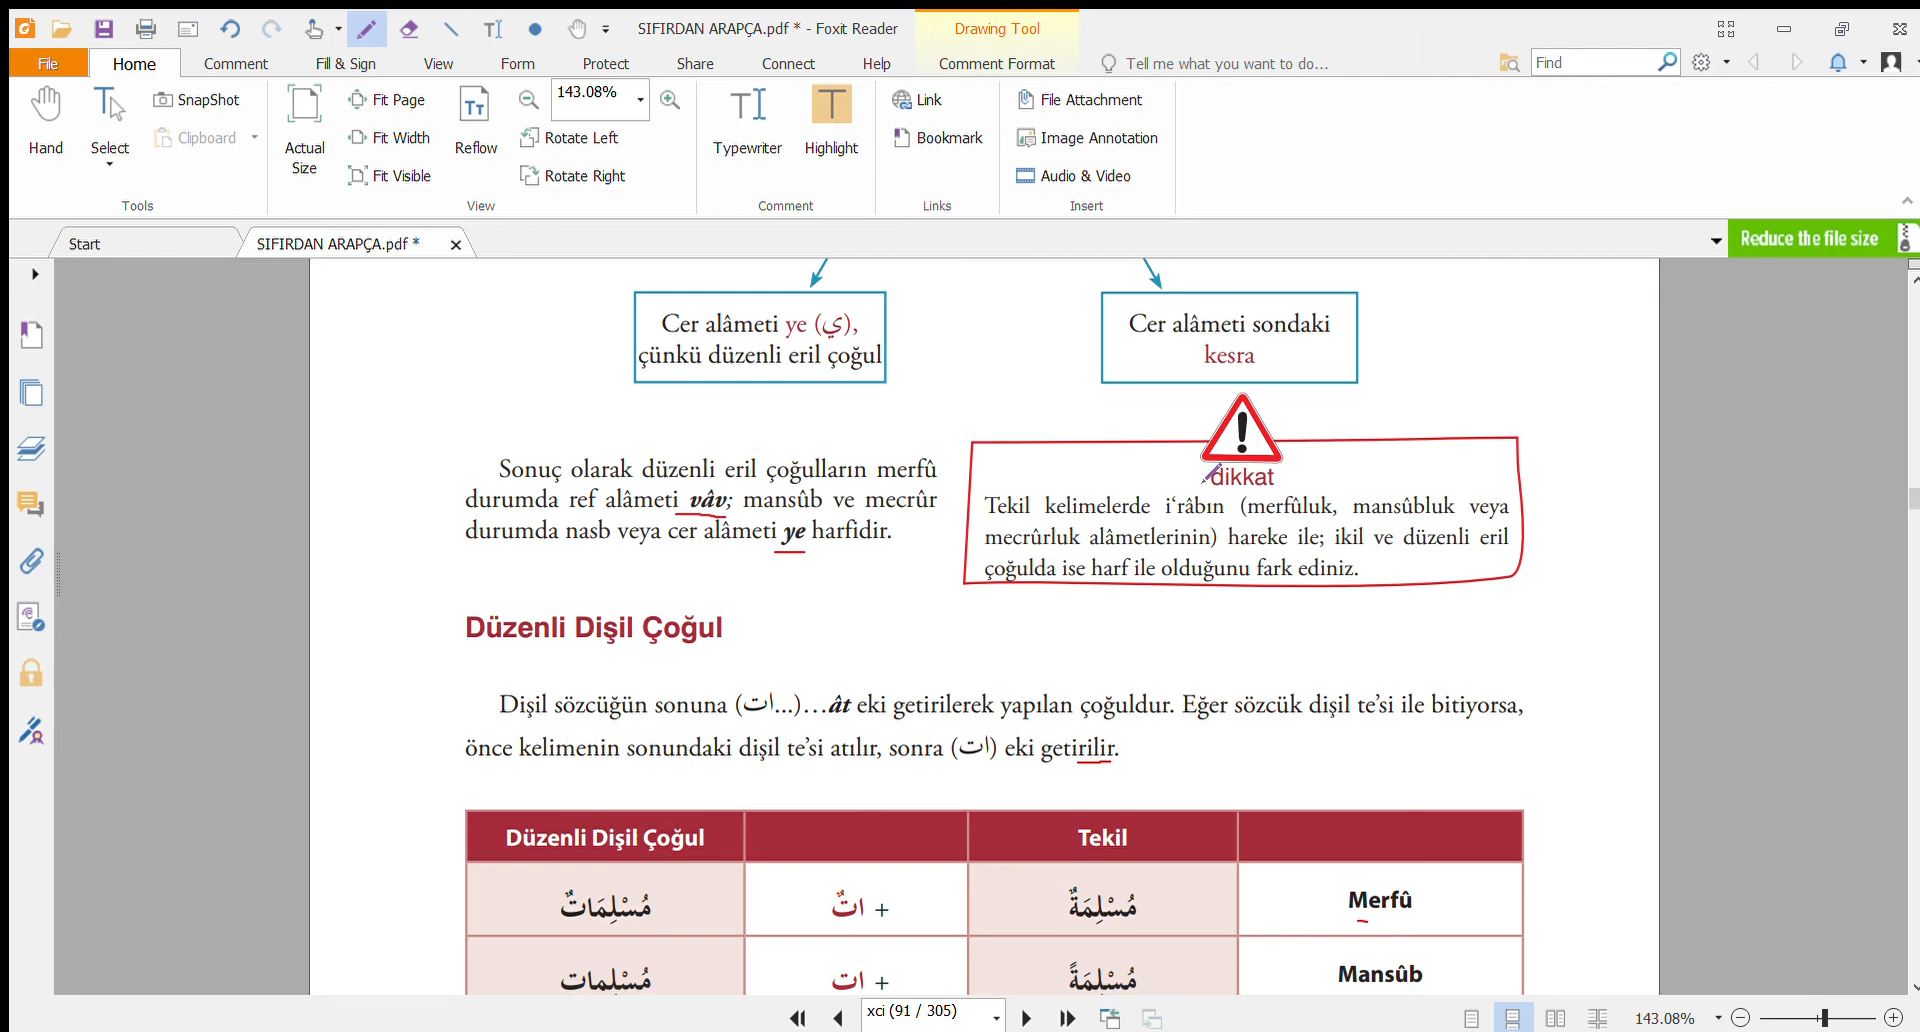 SIFIRDAN ARAPÇA.pdf * - Foxit Reader
Drawing Tool
File
Home
Comment
Fill & Sign
View
Form
Protect
Share
Connect
Help
Comment Format
Tell me what you want to do...
Find
Hand
Select
SnapShot
Clipboard
Tools
Actual
Size
Fit Page
Fit Width
Fit Visible
Reflow
143.08%
Rotate Left
Rotate Right
View
Typewriter
Highlight
Comment
Link
Bookmark
Links
File Attachment
Image Annotation
Audio & Video
Insert
Start
SIFIRDAN ARAPÇA.pdf *
Reduce the file size
Cer alâmeti ye (ي),
çünkü düzenli eril çoğul
Cer alâmeti sondaki
kesra
Sonuç olarak düzenli eril çoğulların merfû
durumda ref alâmeti vâv; mansûb ve mecrûr
durumda nasb veya cer alâmeti ye harfidir.
dikkat
Tekil kelimelerde i‘râbın (merfûluk, mansûbluk veya
mecrûrluk alâmetlerinin) hareke ile; ikil ve düzenli eril
çoğulda ise harf ile olduğunu fark ediniz.
Düzenli Dişil Çoğul
Dişil sözcüğün sonuna (ات...)…ât eki getirilerek yapılan çoğuldur. Eğer sözcük dişil te’si ile bitiyorsa,
önce kelimenin sonundaki dişil te’si atılır, sonra (ات) eki getirilir.
Düzenli Dişil Çoğul
Tekil
مُسْلِمَاتٌ
+ اتٌ
مُسْلِمَةٌ
Merfû
مُسْلِمات
+ ات
مُسْلِمَةً
Mansûb
xci (91 / 305)
143.08%